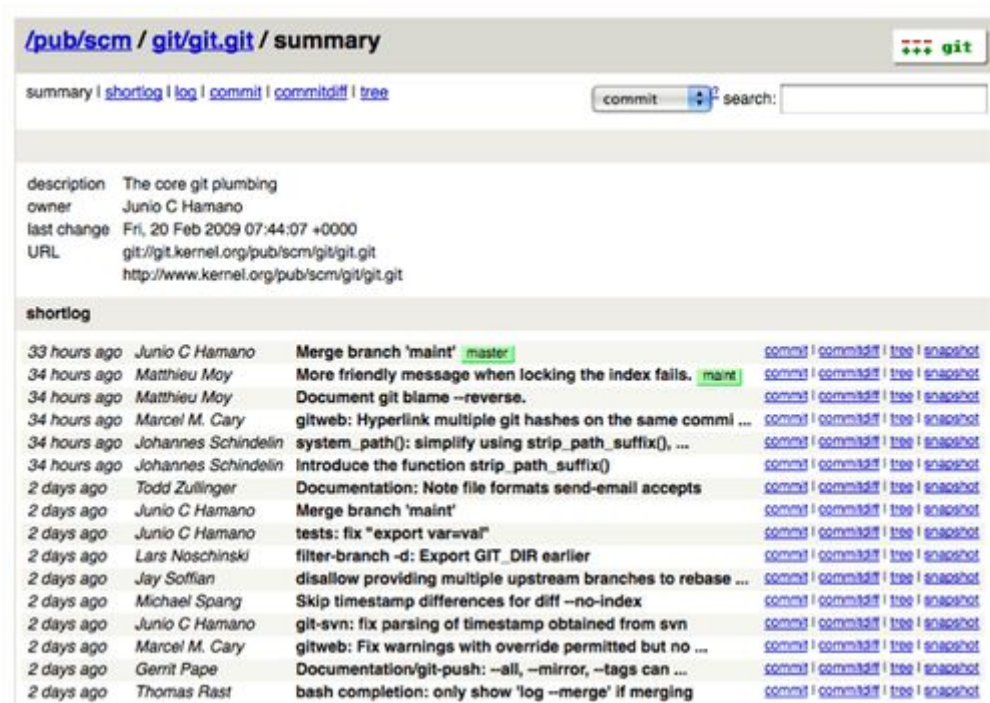 /pub/scm / git/git.git / summary
git
summary | shortlog | log | commit | commitdiff | tree
commit ? search:
description The core git plumbing
owner Junio C Hamano
last change Fri, 20 Feb 2009 07:44:07 +0000
URL git://git.kernel.org/pub/scm/git/git.git
http://www.kernel.org/pub/scm/git/git.git
shortlog
33 hours ago Junio C Hamano Merge branch 'maint' master commit | commitdiff | tree | snapshot
34 hours ago Matthieu Moy More friendly message when locking the index fails. maint commit | commitdiff | tree | snapshot
34 hours ago Matthieu Moy Document git blame --reverse. commit | commitdiff | tree | snapshot
34 hours ago Marcel M. Cary gitweb: Hyperlink multiple git hashes on the same commi ... commit | commitdiff | tree | snapshot
34 hours ago Johannes Schindelin system_path(): simplify using strip_path_suffix(), ... commit | commitdiff | tree | snapshot
34 hours ago Johannes Schindelin Introduce the function strip_path_suffix() commit | commitdiff | tree | snapshot
2 days ago Todd Zullinger Documentation: Note file formats send-email accepts commit | commitdiff | tree | snapshot
2 days ago Junio C Hamano Merge branch 'maint' commit | commitdiff | tree | snapshot
2 days ago Junio C Hamano tests: fix "export var=val" commit | commitdiff | tree | snapshot
2 days ago Lars Noschinski filter-branch -d: Export GIT_DIR earlier commit | commitdiff | tree | snapshot
2 days ago Jay Soffian disallow providing multiple upstream branches to rebase ... commit | commitdiff | tree | snapshot
2 days ago Michael Spang Skip timestamp differences for diff --no-index commit | commitdiff | tree | snapshot
2 days ago Junio C Hamano git-svn: fix parsing of timestamp obtained from svn commit | commitdiff | tree | snapshot
2 days ago Marcel M. Cary gitweb: Fix warnings with override permitted but no ... commit | commitdiff | tree | snapshot
2 days ago Gerrit Pape Documentation/git-push: --all, --mirror, --tags can ... commit | commitdiff | tree | snapshot
2 days ago Thomas Rast bash completion: only show 'log --merge' if merging commit | commitdiff | tree | snapshot